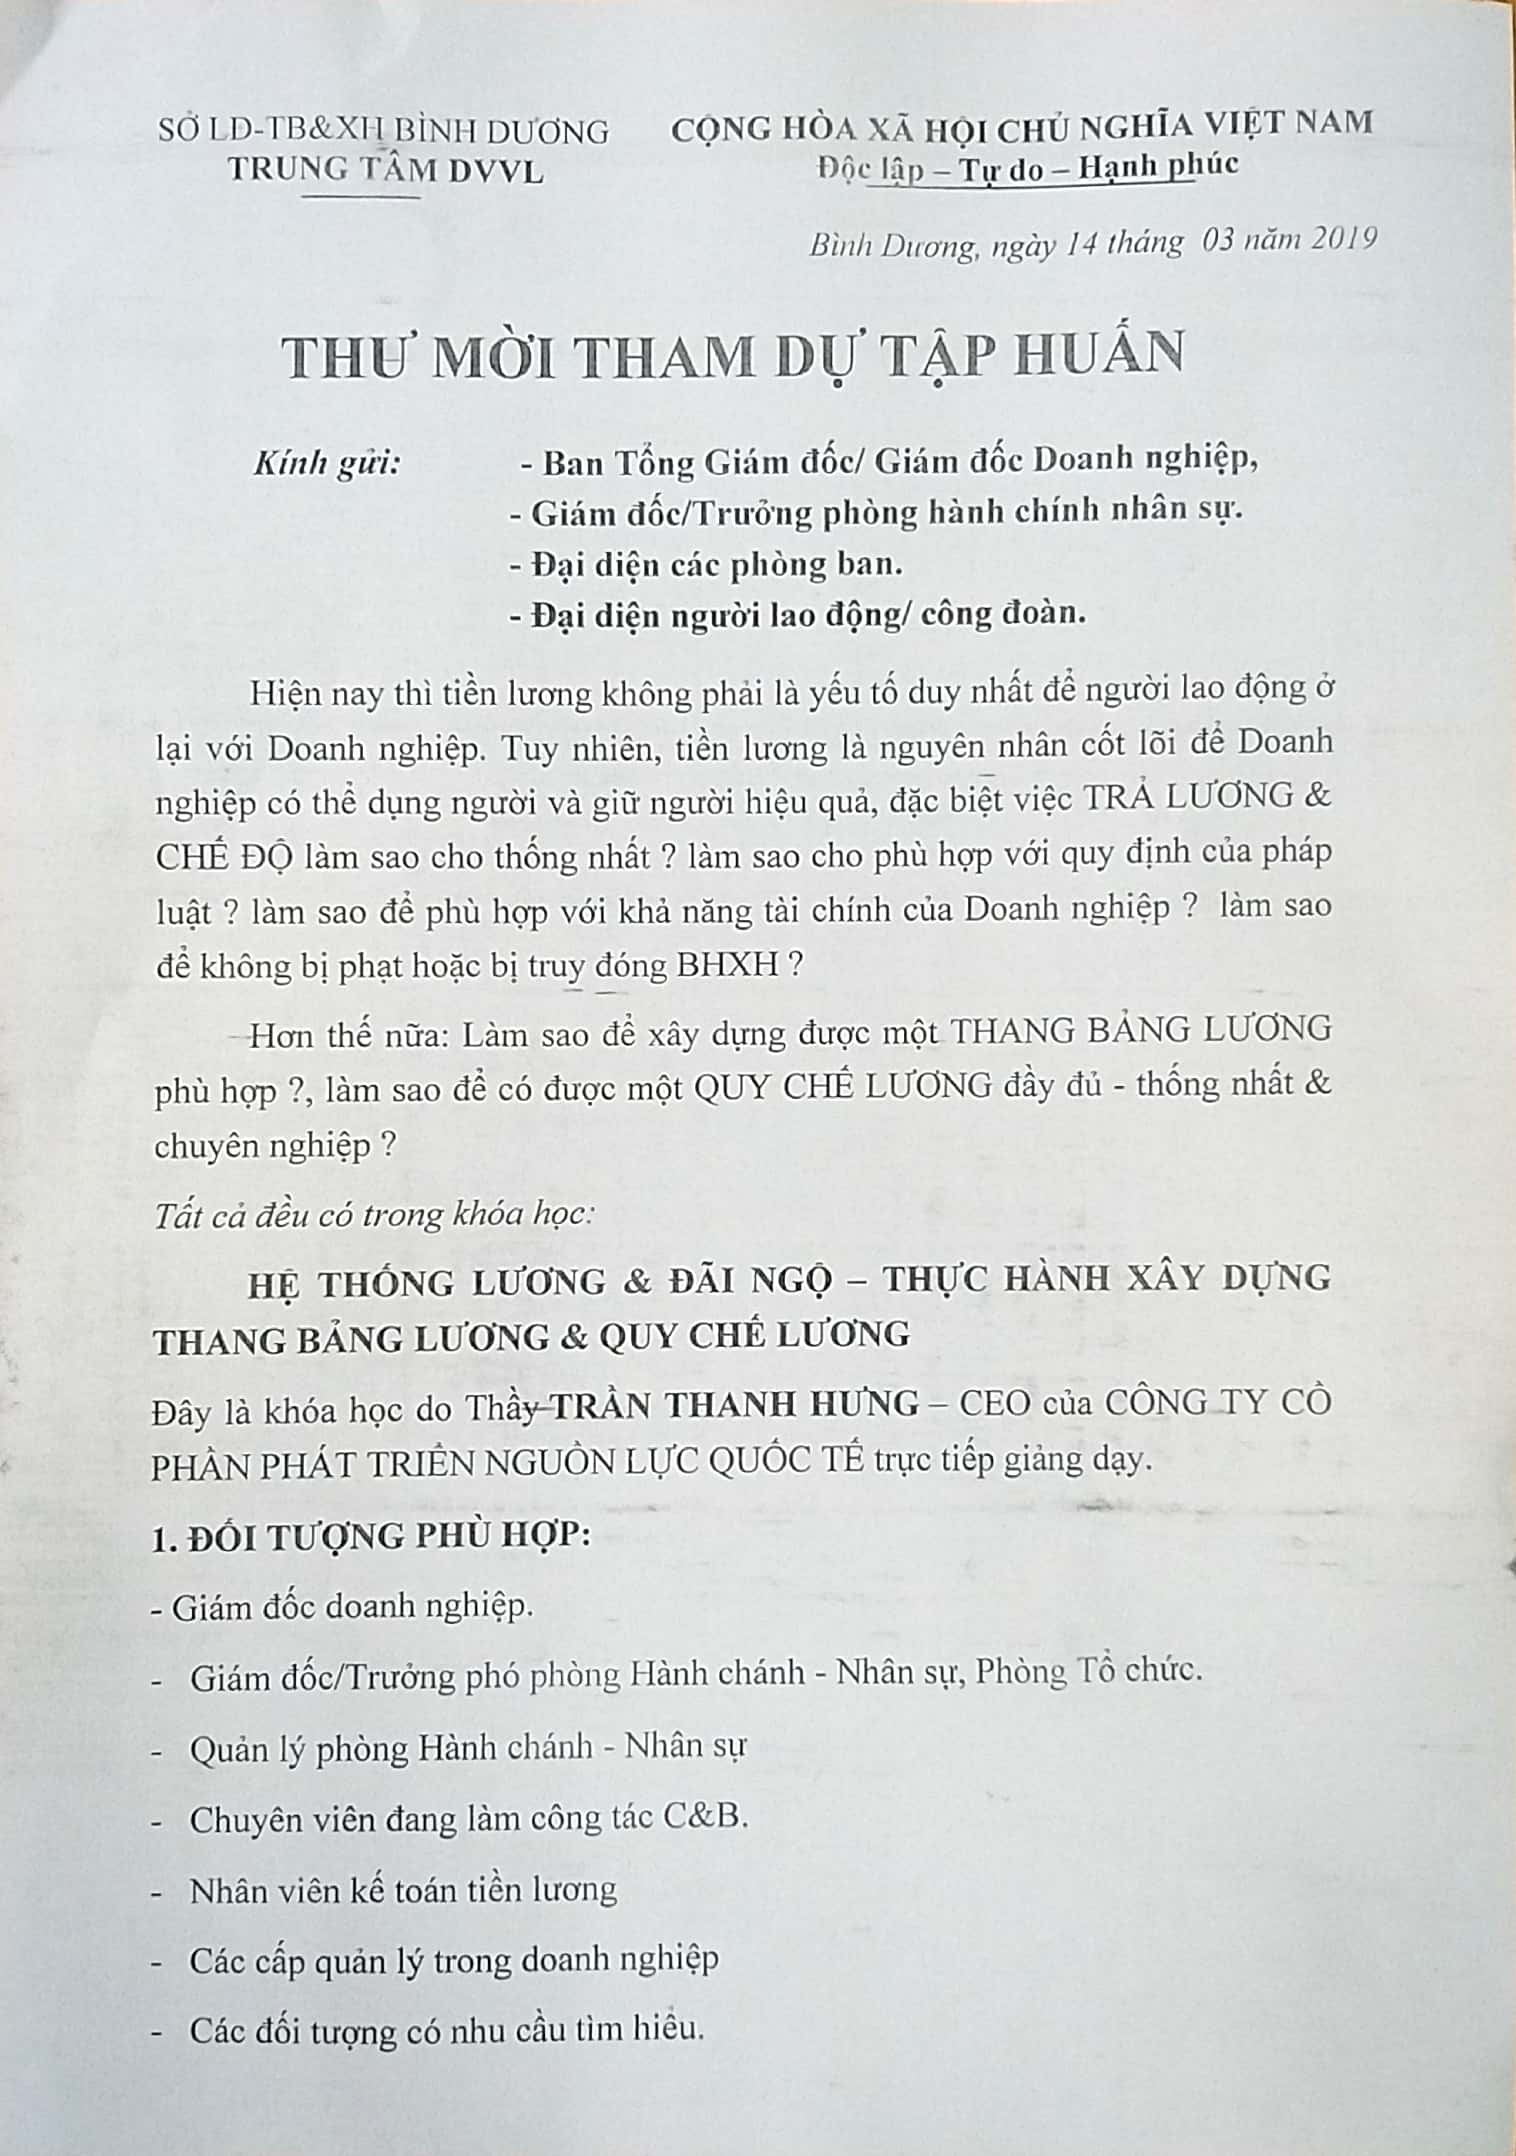 SỞ LD-TB&XH BÌNH DƯƠNG
TRUNG TÂM DVVL
CỘNG HÒA XÃ HỘI CHỦ NGHĨA VIỆT NAM
Độc lập – Tự do – Hạnh phúc
Bình Dương, ngày 14 tháng 03 năm 2019
THƯ MỜI THAM DỰ TẬP HUẤN
Kính gửi: - Ban Tổng Giám đốc/ Giám đốc Doanh nghiệp,
- Giám đốc/Trưởng phòng hành chính nhân sự.
- Đại diện các phòng ban.
- Đại diện người lao động/ công đoàn.
Hiện nay thì tiền lương không phải là yếu tố duy nhất để người lao động ở
lại với Doanh nghiệp. Tuy nhiên, tiền lương là nguyên nhân cốt lõi để Doanh
nghiệp có thể dụng người và giữ người hiệu quả, đặc biệt việc TRẢ LƯƠNG &
CHẾ ĐỘ làm sao cho thống nhất ? làm sao cho phù hợp với quy định của pháp
luật ? làm sao để phù hợp với khả năng tài chính của Doanh nghiệp ? làm sao
để không bị phạt hoặc bị truy đóng BHXH ?
Hơn thế nữa: Làm sao để xây dựng được một THANG BẢNG LƯƠNG
phù hợp ?, làm sao để có được một QUY CHẾ LƯƠNG đầy đủ - thống nhất &
chuyên nghiệp ?
Tất cả đều có trong khóa học:
HỆ THỐNG LƯƠNG & ĐÃI NGỘ – THỰC HÀNH XÂY DỰNG
THANG BẢNG LƯƠNG & QUY CHẾ LƯƠNG
Đây là khóa học do Thầy TRẦN THANH HƯNG – CEO của CÔNG TY CỔ
PHẦN PHÁT TRIỂN NGUỒN LỰC QUỐC TẾ trực tiếp giảng dạy.
1. ĐỐI TƯỢNG PHÙ HỢP:
- Giám đốc doanh nghiệp.
- Giám đốc/Trưởng phó phòng Hành chánh - Nhân sự, Phòng Tổ chức.
- Quản lý phòng Hành chánh - Nhân sự
- Chuyên viên đang làm công tác C&B.
- Nhân viên kế toán tiền lương
- Các cấp quản lý trong doanh nghiệp
- Các đối tượng có nhu cầu tìm hiểu.